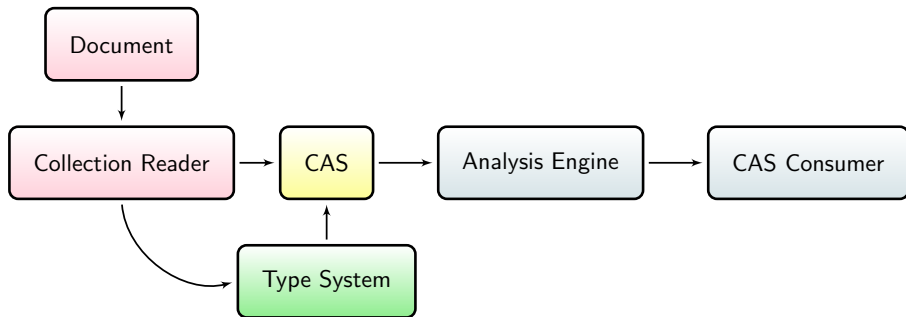 Document
Collection Reader
CAS
Analysis Engine
CAS Consumer
Type System